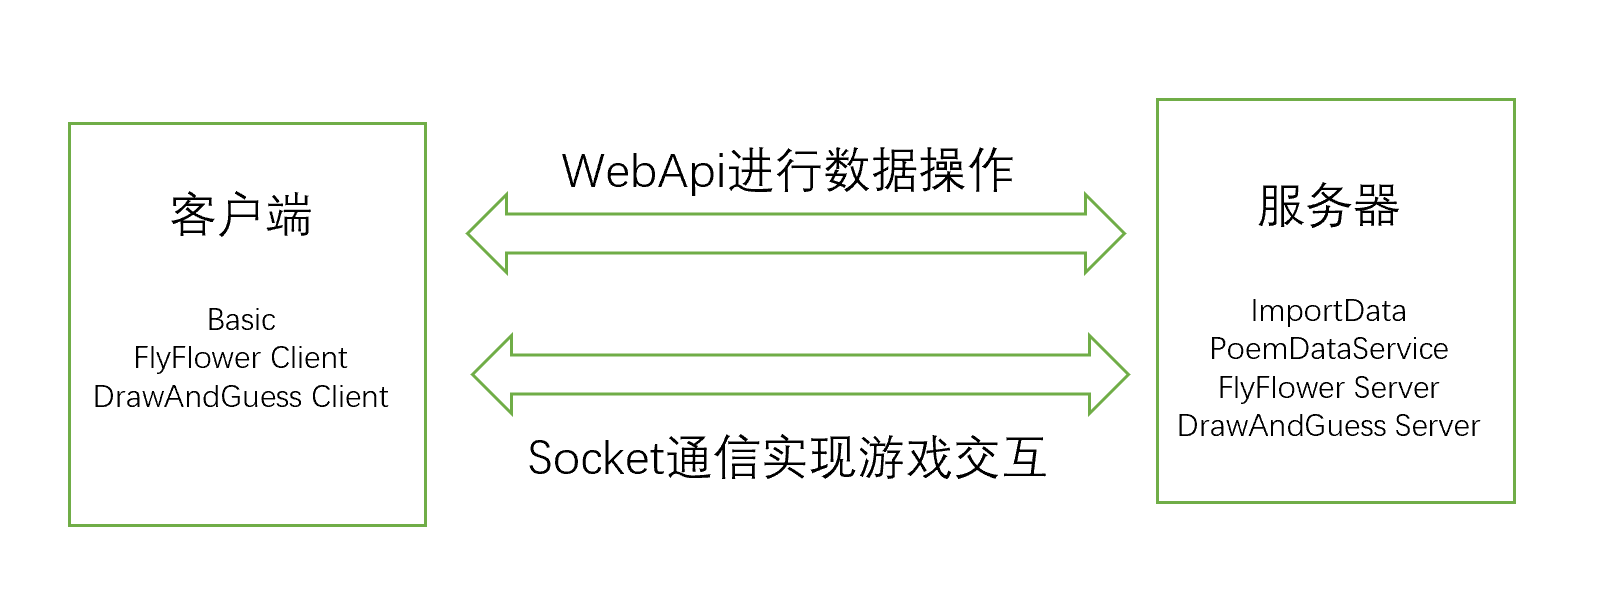 客户端
Basic
FlyFlower Client
DrawAndGuess Client
WebApi进行数据操作
Socket通信实现游戏交互
服务器
ImportData
PoemDataService
FlyFlower Server
DrawAndGuess Server